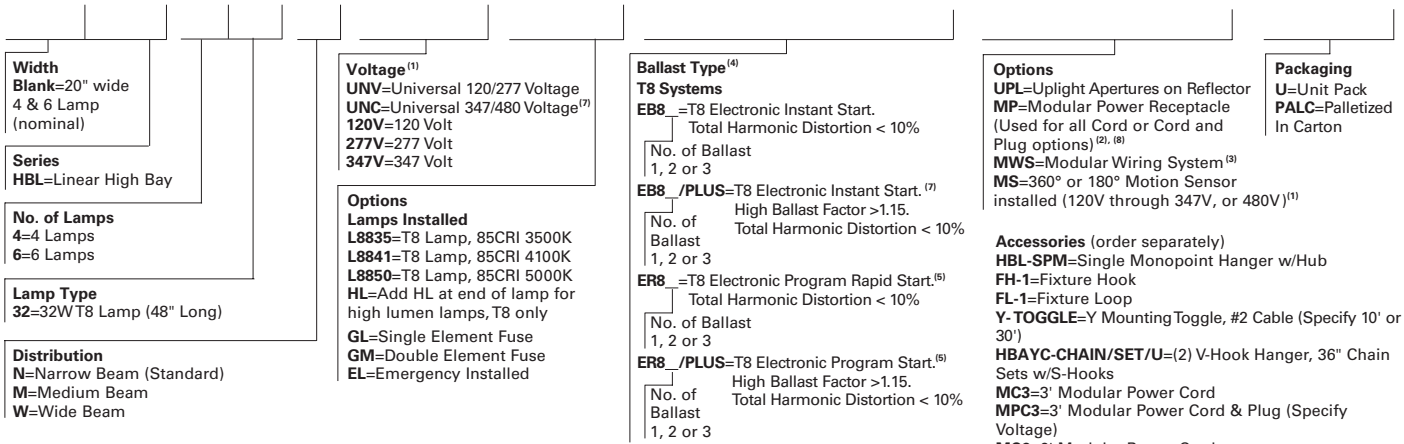 Width
Blank=20" wide
4 & 6 Lamp
(nominal)
Series
HBL=Linear High Bay
No. of Lamps
4=4 Lamps
6=6 Lamps
Lamp Type
32=32W T8 Lamp (48" Long)
Distribution
N=Narrow Beam (Standard)
M=Medium Beam
W=Wide Beam
Voltage (1)
UNV=Universal 120/277 Voltage
UNC=Universal 347/480 Voltage (7)
120V=120 Volt
277V=277 Volt
347V=347 Volt
Options
Lamps Installed
L8835=T8 Lamp, 85CRI 3500K
L8841=T8 Lamp, 85CRI 4100K
L8850=T8 Lamp, 85CRI 5000K
HL=Add HL at end of lamp for
high lumen lamps, T8 only
GL=Single Element Fuse
GM=Double Element Fuse
EL=Emergency Installed
Ballast Type (4)
T8 Systems
EB8_=T8 Electronic Instant Start.
Total Harmonic Distortion < 10%
No. of Ballast
1, 2 or 3
EB8_/PLUS=T8 Electronic Instant Start. (7)
High Ballast Factor >1.15.
Total Harmonic Distortion < 10%
No. of
Ballast
1, 2 or 3
ER8_=T8 Electronic Program Rapid Start. (5)
Total Harmonic Distortion < 10%
No. of Ballast
1, 2 or 3
ER8_/PLUS=T8 Electronic Program Start. (5)
High Ballast Factor >1.15.
Total Harmonic Distortion < 10%
No. of
Ballast
1, 2 or 3
Options
UPL=Uplight Apertures on Reflector
MP=Modular Power Receptacle
(Used for all Cord or Cord and
Plug options) (2), (8)
MWS=Modular Wiring System (3)
MS=360° or 180° Motion Sensor
installed (120V through 347V, or 480V) (1)
Accessories (order separately)
HBL-SPM=Single Monopoint Hanger w/Hub
FH-1=Fixture Hook
FL-1=Fixture Loop
Y-TOGGLE=Y Mounting Toggle, #2 Cable (Specify 10' or
30')
HBAYC-CHAIN/SET/U=(2) V-Hook Hanger, 36" Chain
Sets w/S-Hooks
MC3=3' Modular Power Cord
MPC3=3' Modular Power Cord & Plug (Specify
Voltage)
Packaging
U=Unit Pack
PALC=Palletized
In Carton